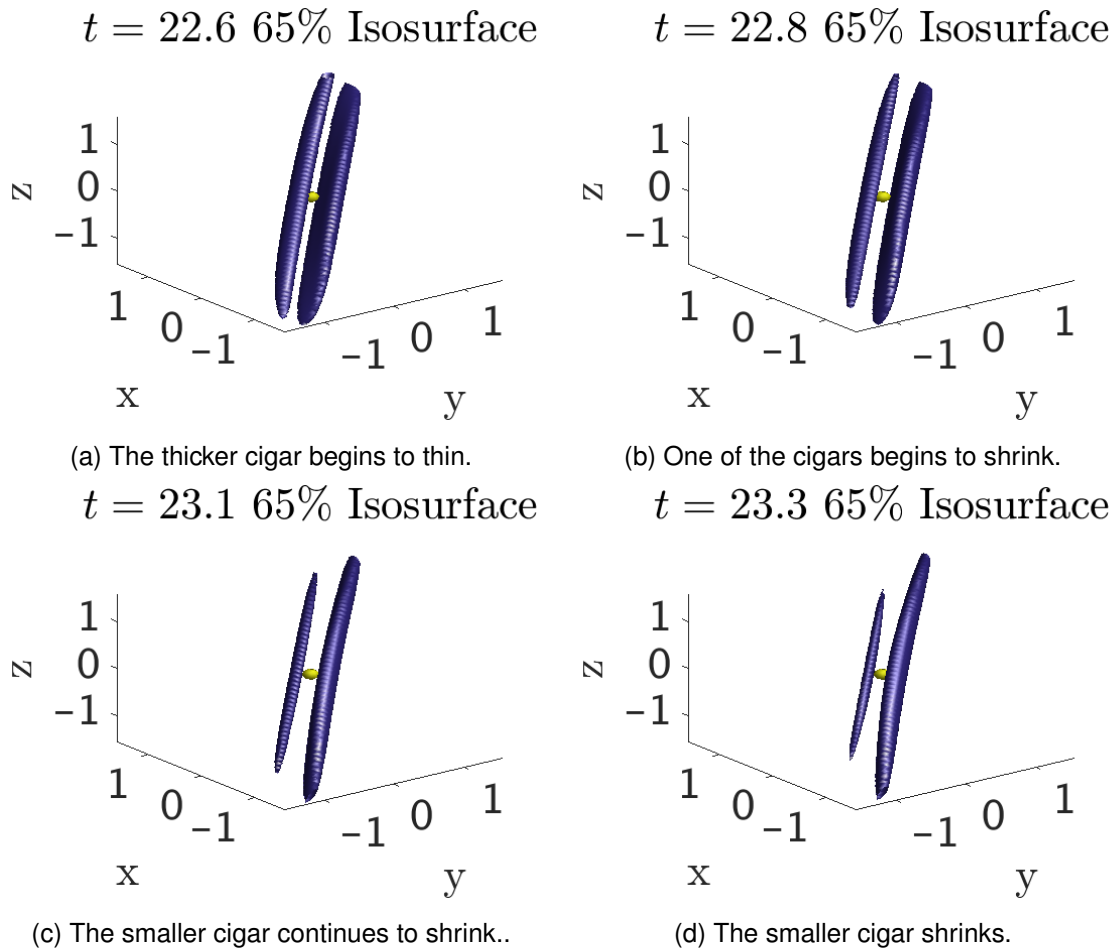 t = 22.6 65% Isosurface
z
1
0
−1
1
0
−1
x
−1
0
1
y
(a) The thicker cigar begins to thin.
t = 22.8 65% Isosurface
z
1
0
−1
1
0
−1
x
−1
0
1
y
(b) One of the cigars begins to shrink.
t = 23.1 65% Isosurface
z
1
0
−1
1
0
−1
x
−1
0
1
y
(c) The smaller cigar continues to shrink..
t = 23.3 65% Isosurface
z
1
0
−1
1
0
−1
x
−1
0
1
y
(d) The smaller cigar shrinks.